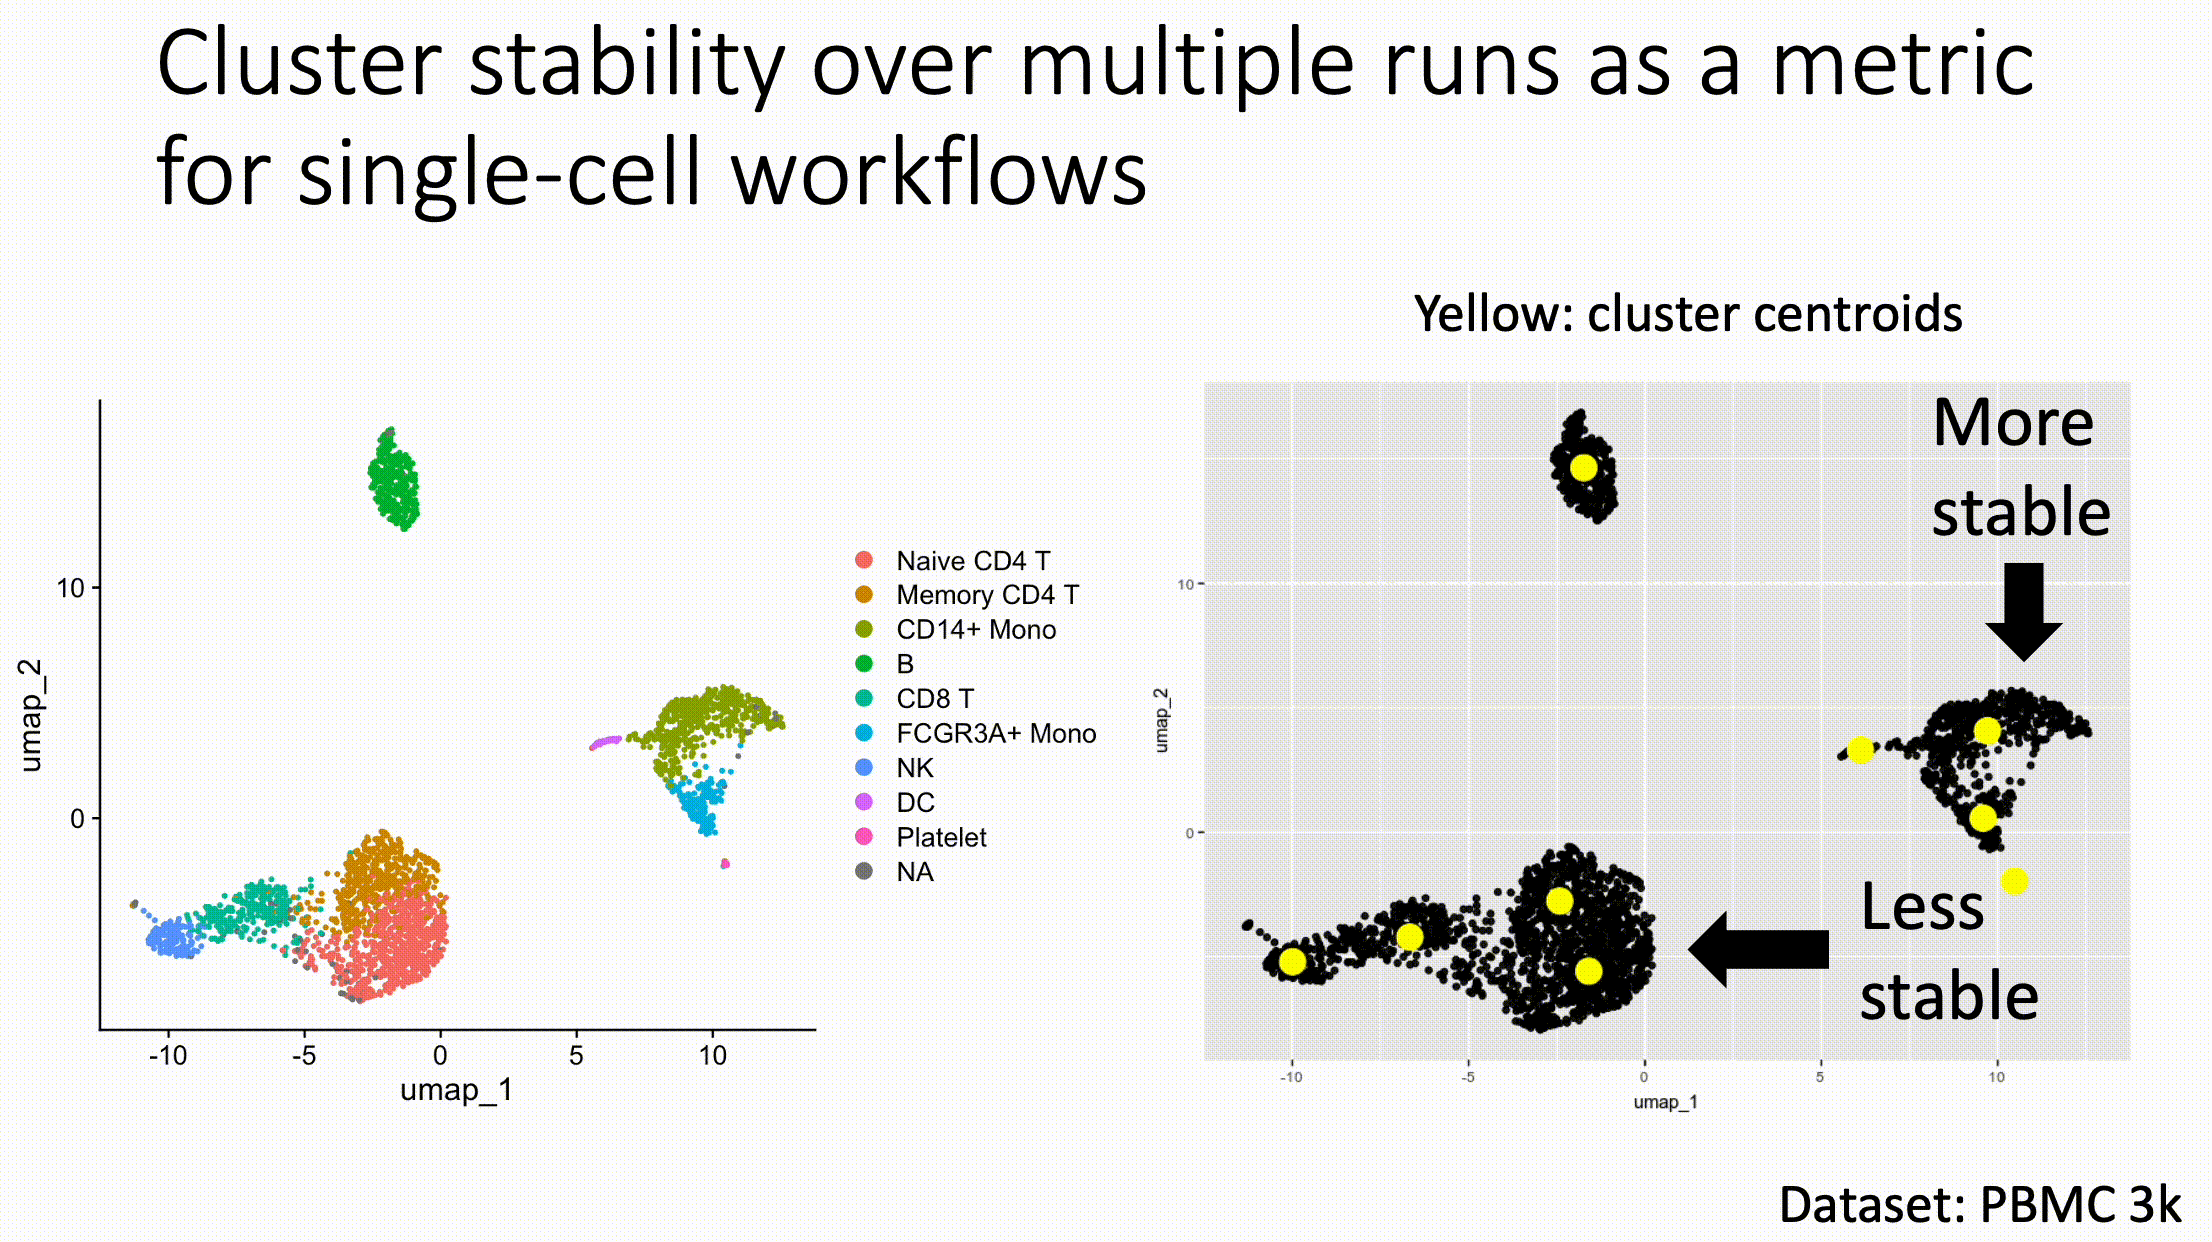 Cluster stability over multiple runs as a metric
for single-cell workflows
Yellow: cluster centroids
umap_2
10
0
-10
-5
0
5
10
umap_1
Naive CD4 T
Memory CD4 T
CD14+ Mono
B
CD8 T
FCGR3A+ Mono
NK
DC
Platelet
NA
More
stable
Less
stable
umap_2
10
0
-10
-5
0
5
10
umap_1
Dataset: PBMC 3k